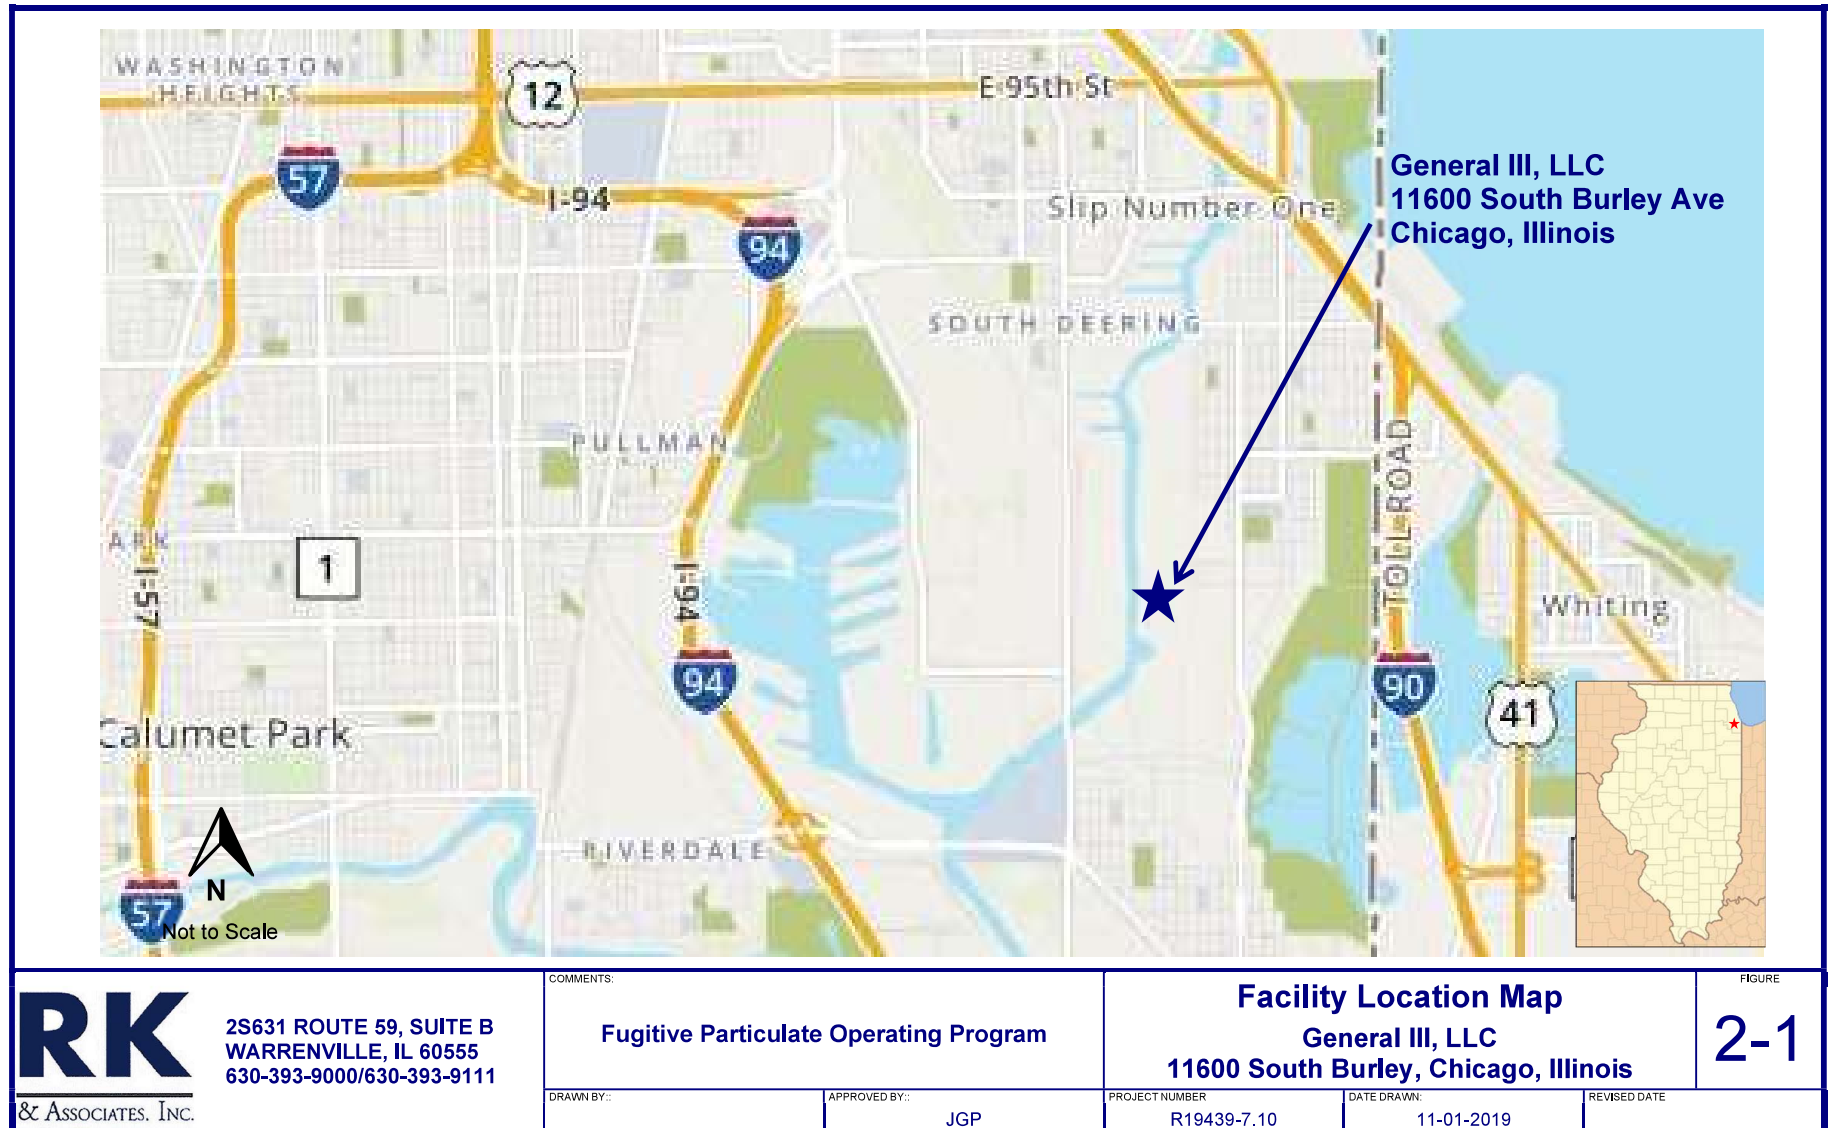 WASHINGTON
HEIGHTS
12
E 95th St
57
I-94
94
General III, LLC
11600 South Burley Ave
Chicago, Illinois
Slip Number One
SOUTH DEERING
PULLMAN
TOLL ROAD
ARK
1
I-57
I-94
Whiting
94
90
41
Calumet Park
RIVERDALE
N
57
Not to Scale
RK
& ASSOCIATES, INC.
2S631 ROUTE 59, SUITE B
WARRENVILLE, IL 60555
630-393-9000/630-393-9111
COMMENTS:
Fugitive Particulate Operating Program
Facility Location Map
General III, LLC
11600 South Burley, Chicago, Illinois
FIGURE
2-1
DRAWN BY::
APPROVED BY::
JGP
PROJECT NUMBER
R19439-7.10
DATE DRAWN:
11-01-2019
REVISED DATE